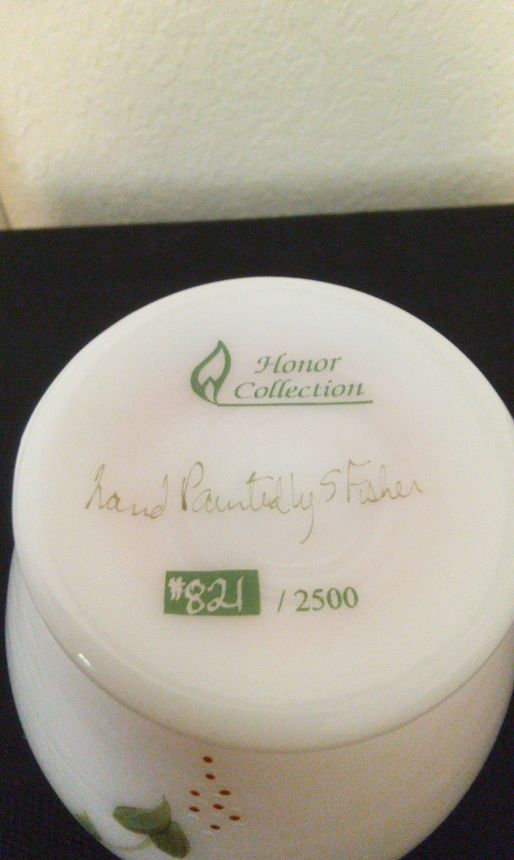 Honor
Collection
hand Painted by S Fisher
#821 / 2500